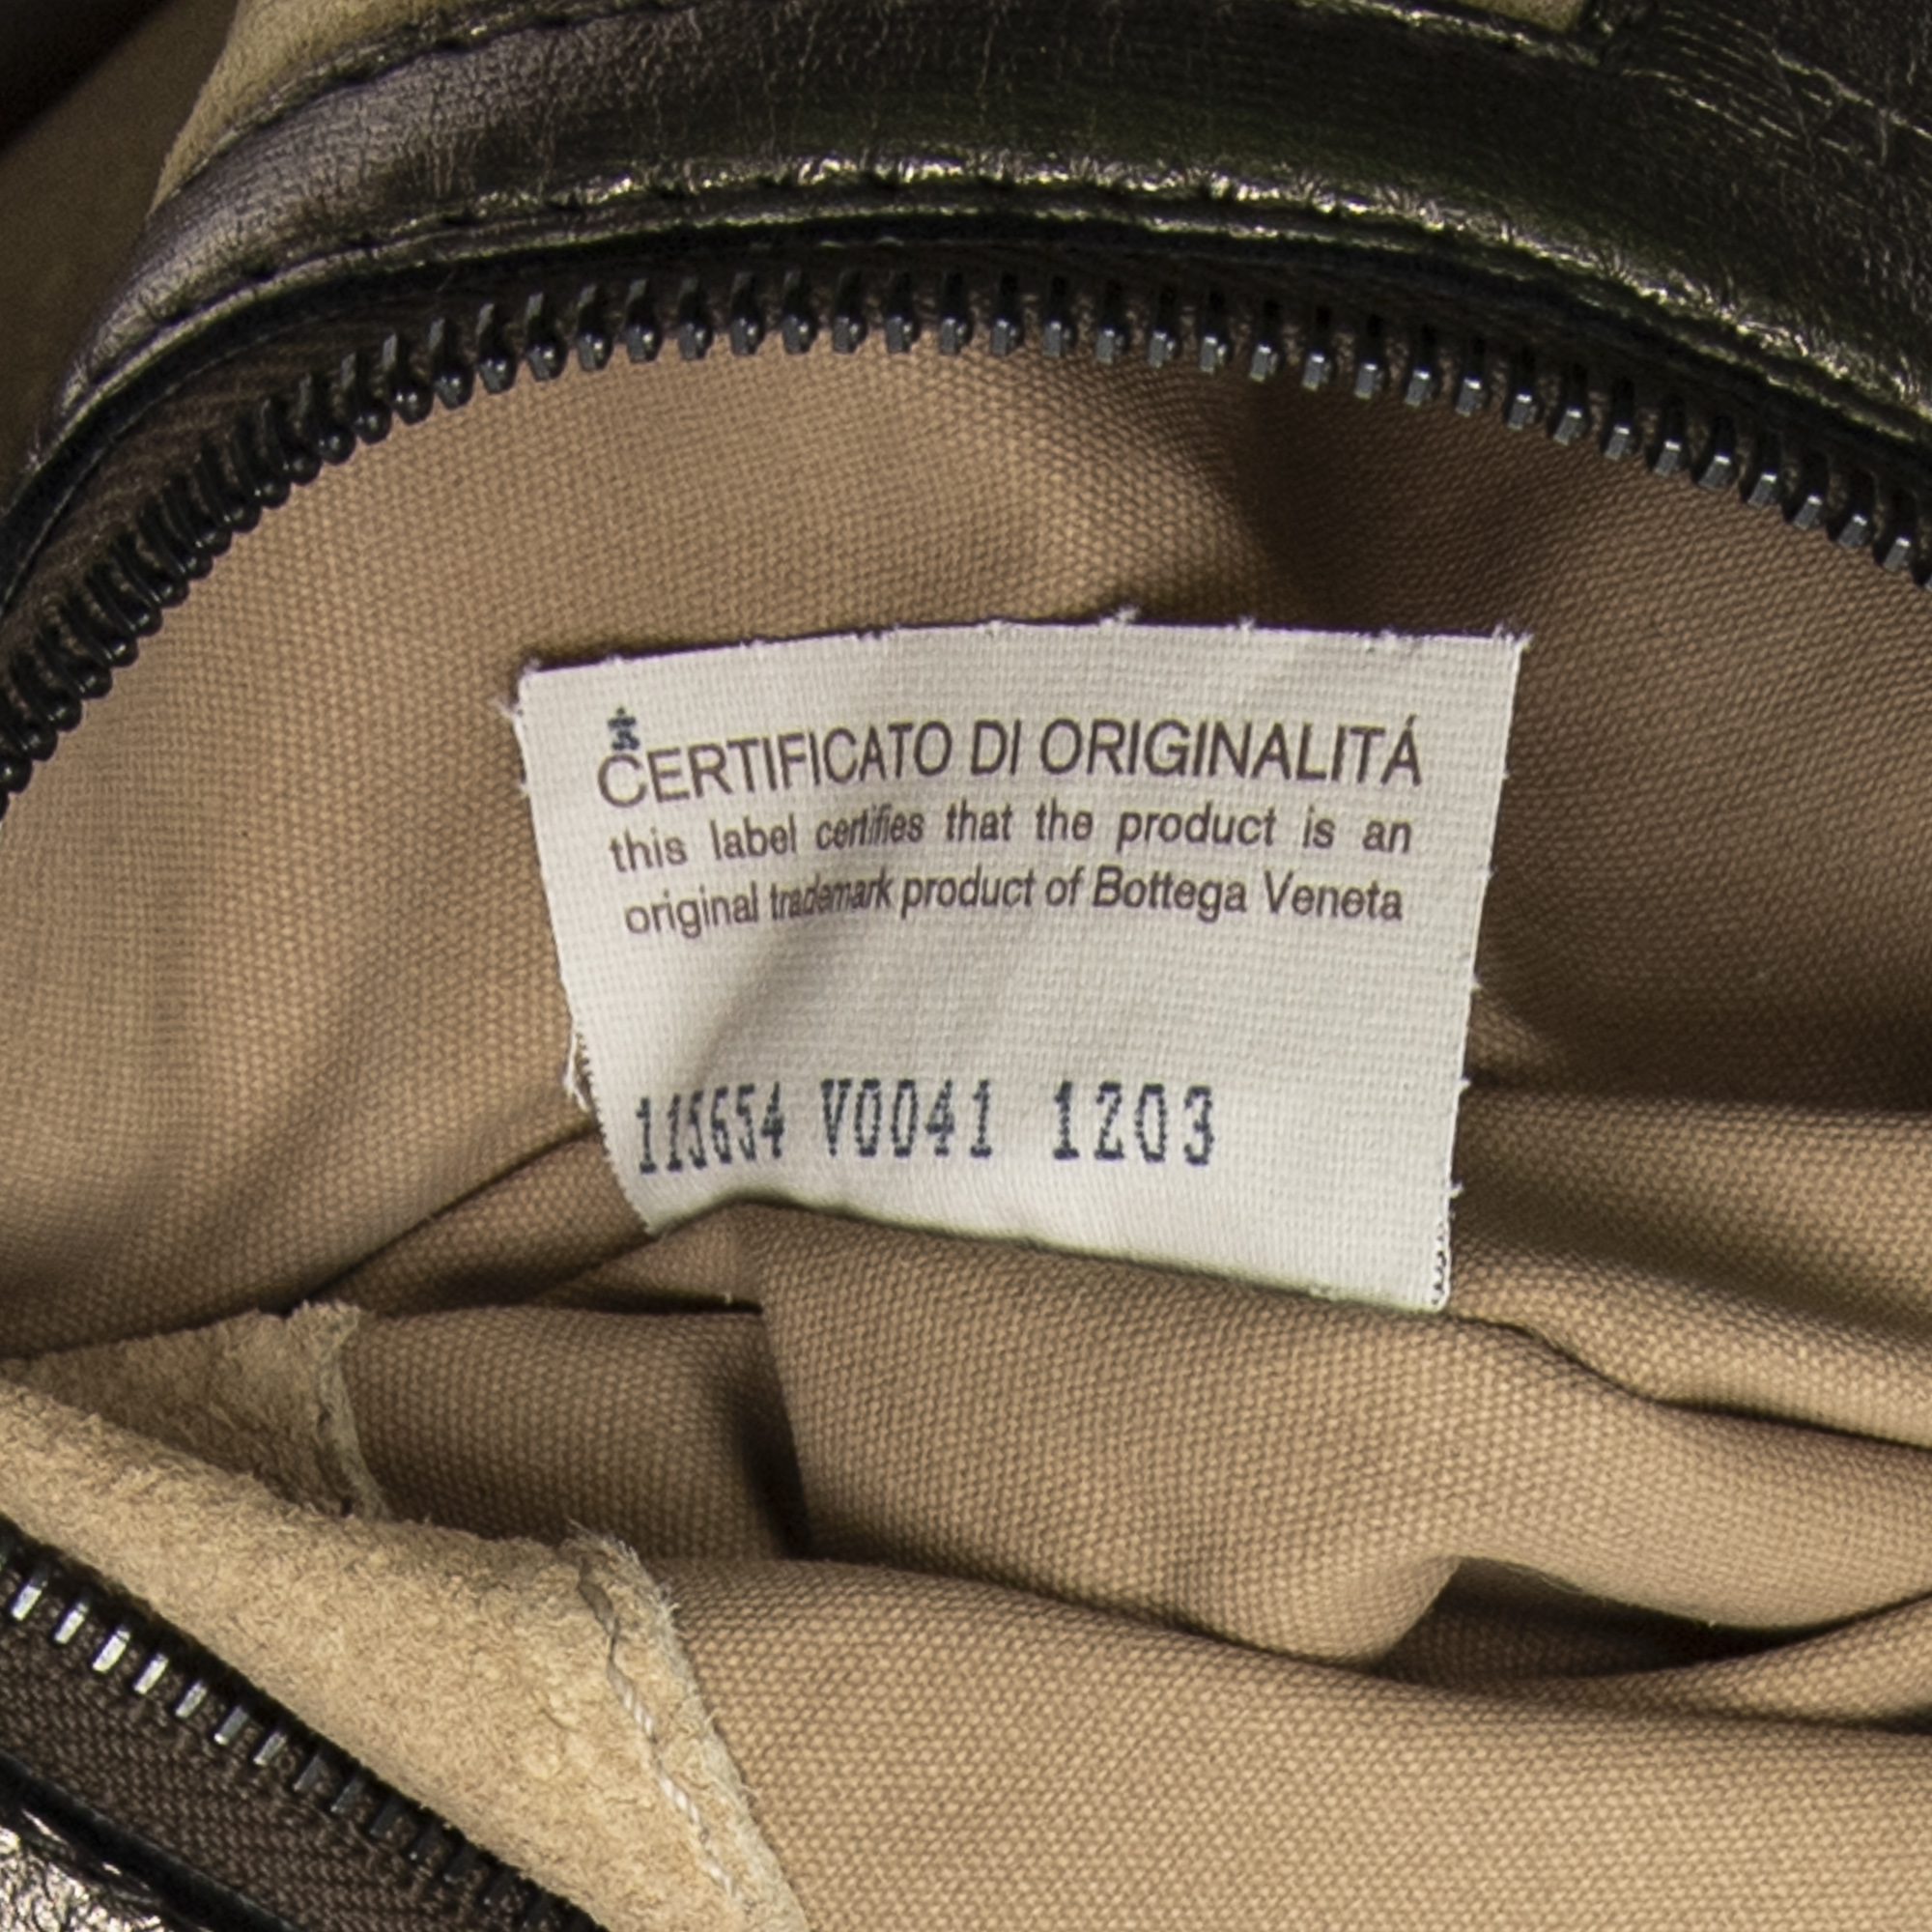 CERTIFICATO DI ORIGINALITÁ
this label certifies that the product is an
original trademark product of Bottega Veneta
115654 V0041 1203